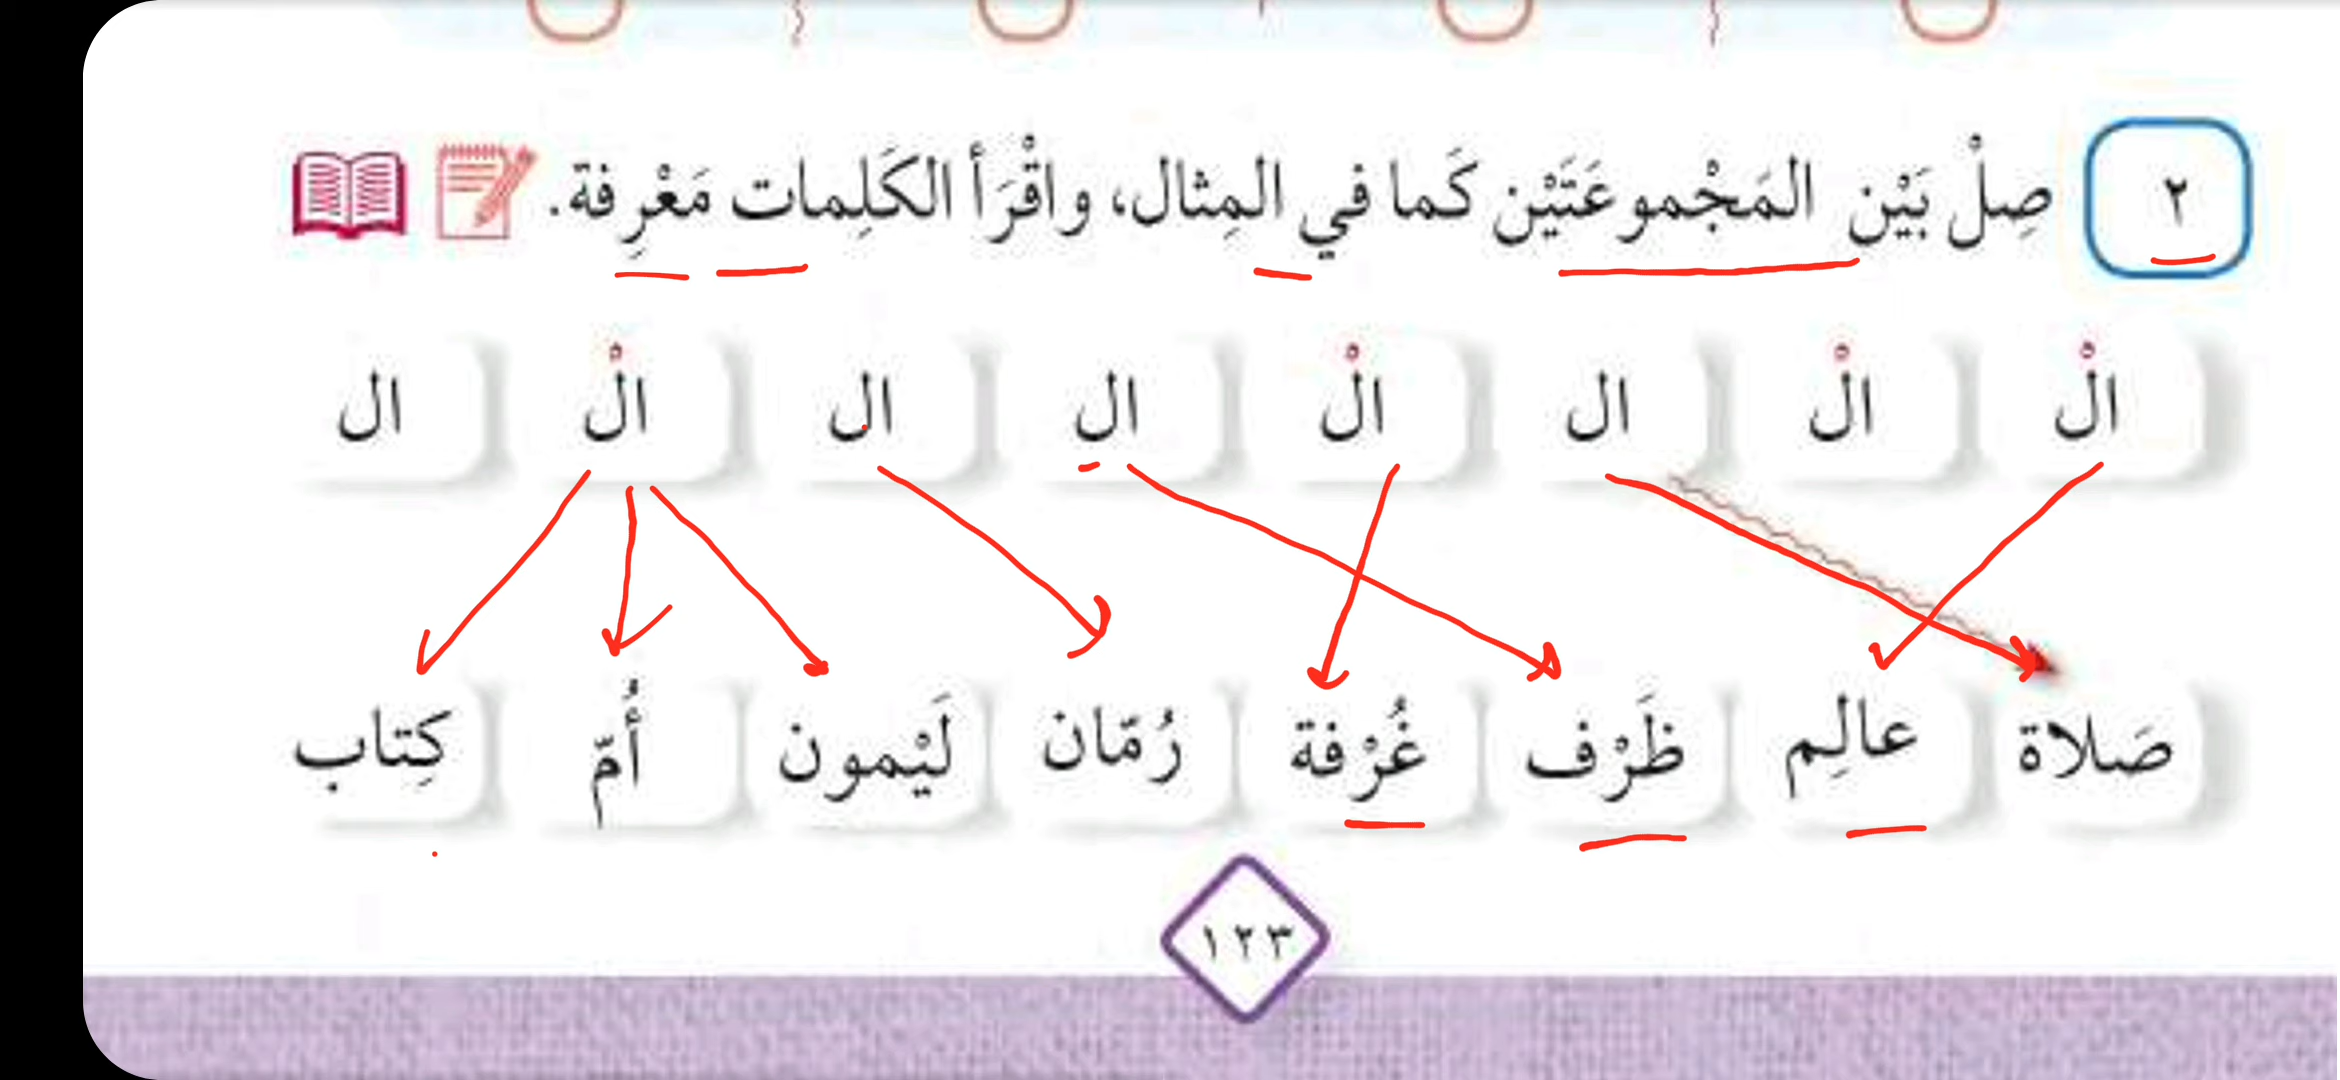 ٢ صِلْ بَيْن المَجْموعَتَيْن كَما في المِثال، واقْرَأ الكَلِمات مَعْرِفة.
الْ الْ ال الْ ال ال الْ ال
صَلاة عالِم ظَرْف غُرْفة رُمّان لَيْمون أُمّ كِتاب
١٢٣